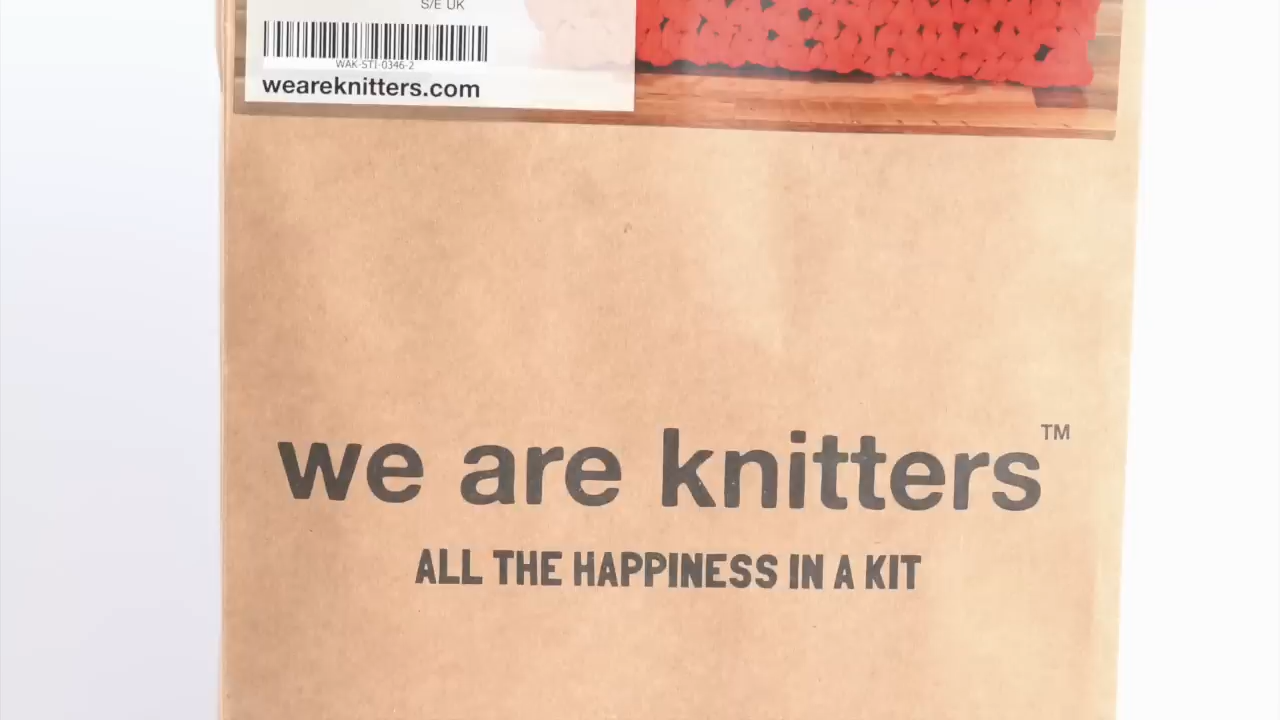 S/E UK
WAK-STI-0346-2
weareknitters.com
we are knitters™
ALL THE HAPPINESS IN A KIT